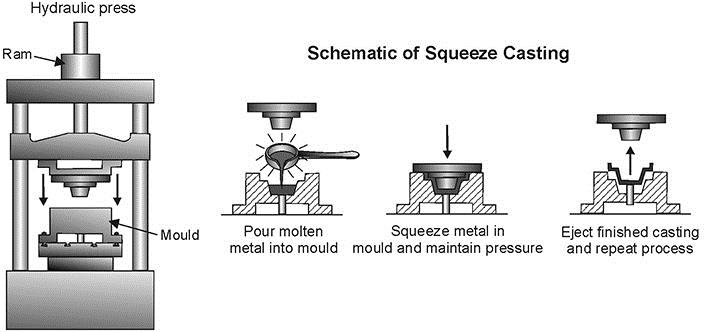 Hydraulic press
Ram
Schematic of Squeeze Casting
Mould
Pour molten
metal into mould
Squeeze metal in
mould and maintain pressure
Eject finished casting
and repeat process